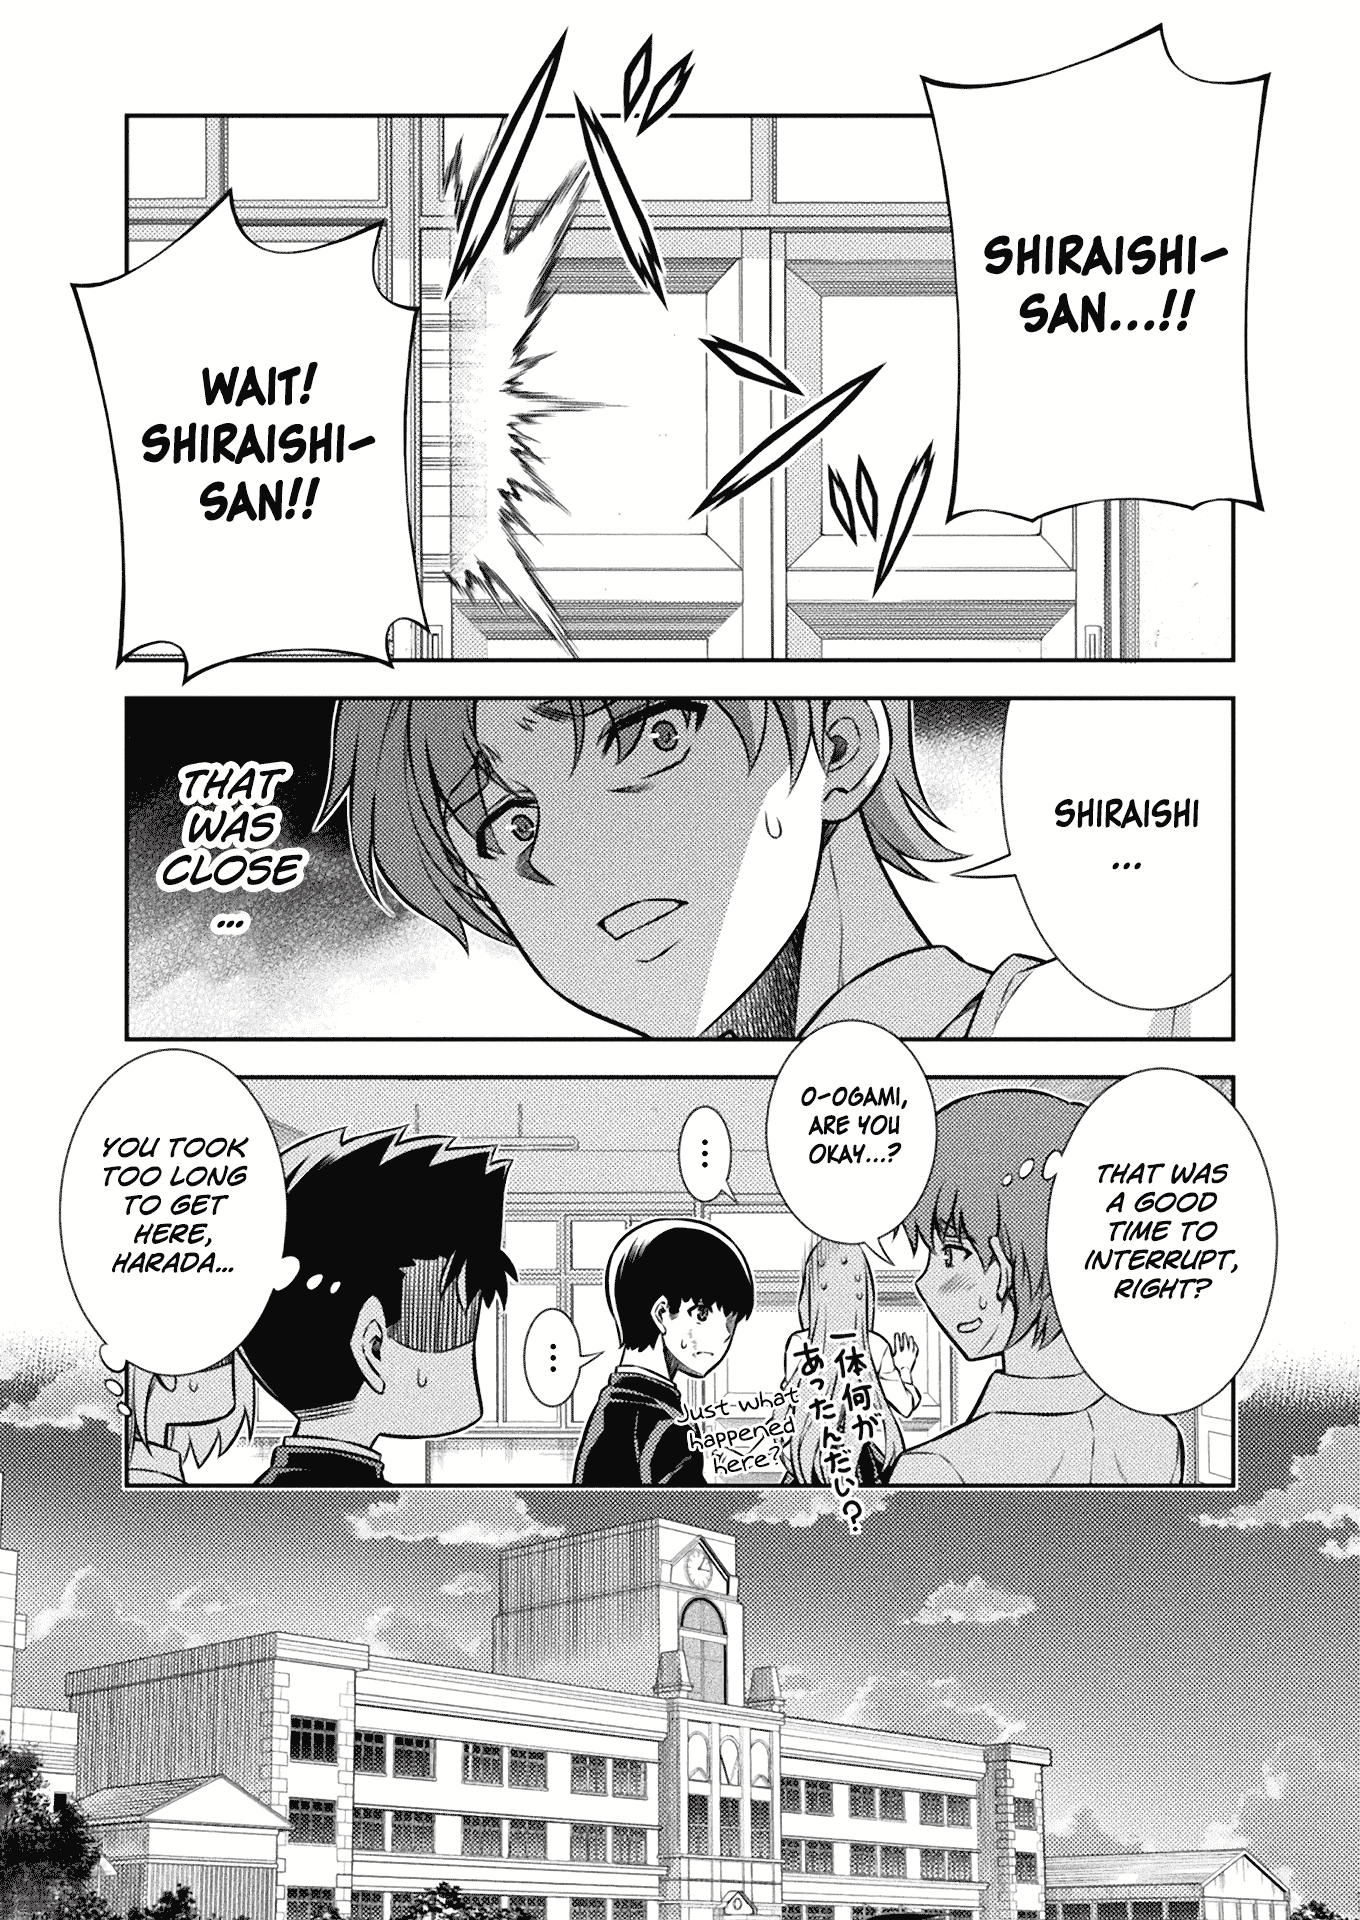 SHIRAISHI-
SAN...!!
WAIT!
SHIRAISHI-
SAN!!
SHIRAISHI
...
THAT
WAS
CLOSE
...
THAT WAS
A GOOD
TIME TO
INTERRUPT,
RIGHT?
O-OGAMI,
ARE YOU
OKAY...?
...
一体何が
あったんだい?
Just what
happened
here?
...
YOU TOOK
TOO LONG
TO GET
HERE,
HARADA...